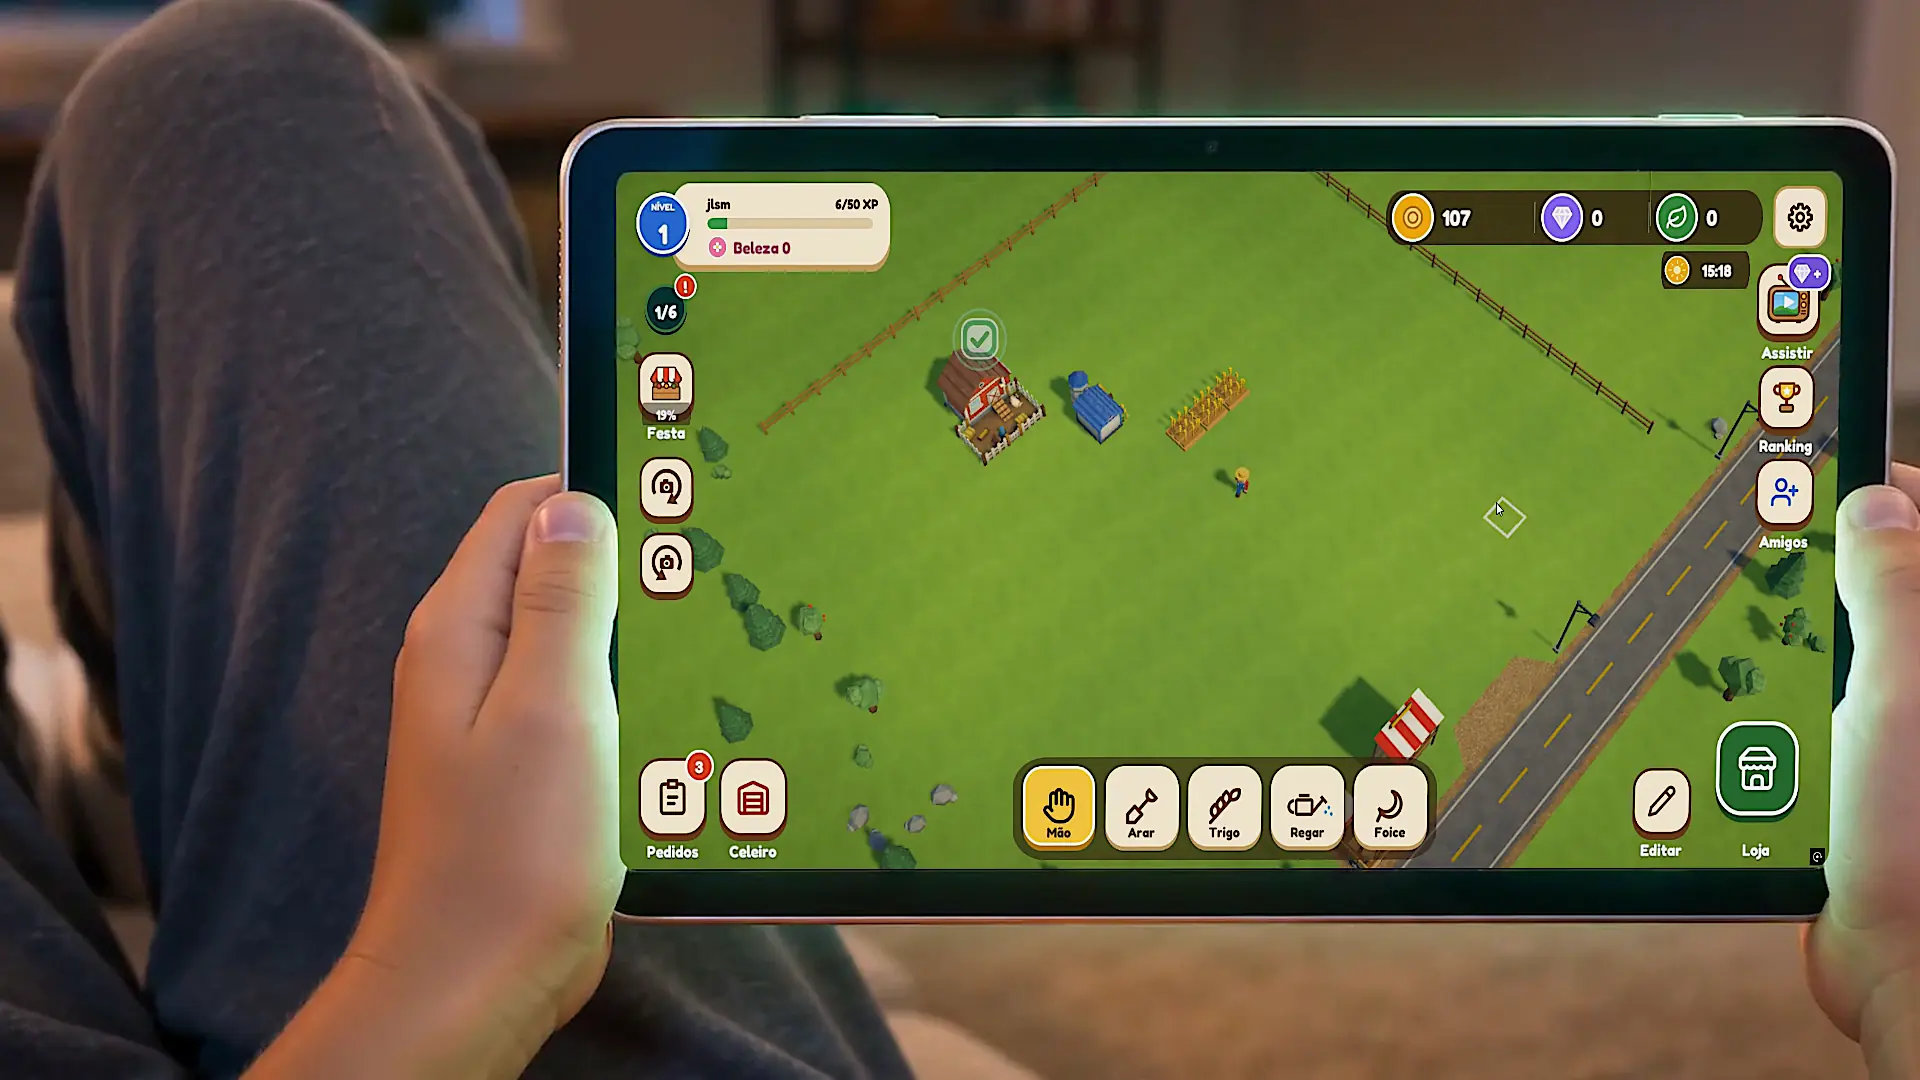 NÍVEL
1
jlsm
6/50 XP
Beleza 0
107
0
0
15:18
1/6
!
19%
Festa
Assistir
Ranking
Amigos
3
Pedidos
Celeiro
Mão
Arar
Trigo
Regar
Foice
Editar
Loja